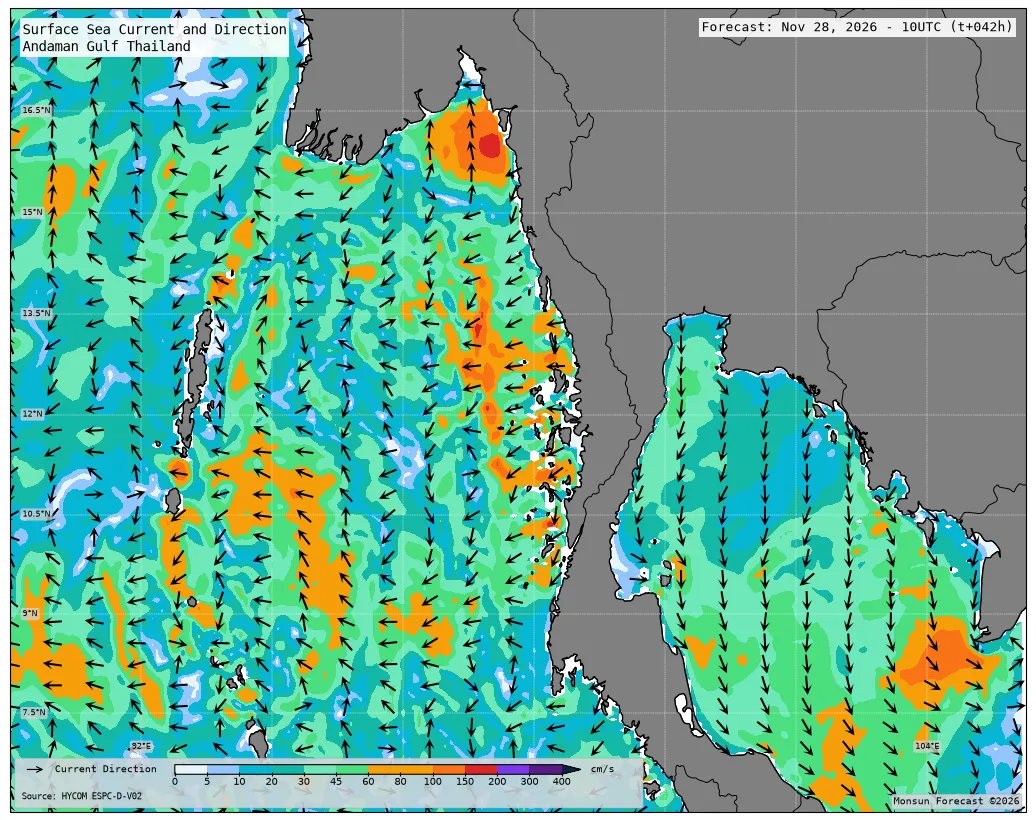 Surface Sea Current and Direction
Andaman Gulf Thailand
Forecast: Nov 28, 2026 - 10UTC (t+042h)
16.5°N
15°N
13.5°N
12°N
10.5°N
9°N
7.5°N
92°E
104°E
Current Direction
0 5 10 20 30 45 60 80 100 150 200 300 400 cm/s
Source: HYCOM ESPC-D-V02
Monsun Forecast ©2026